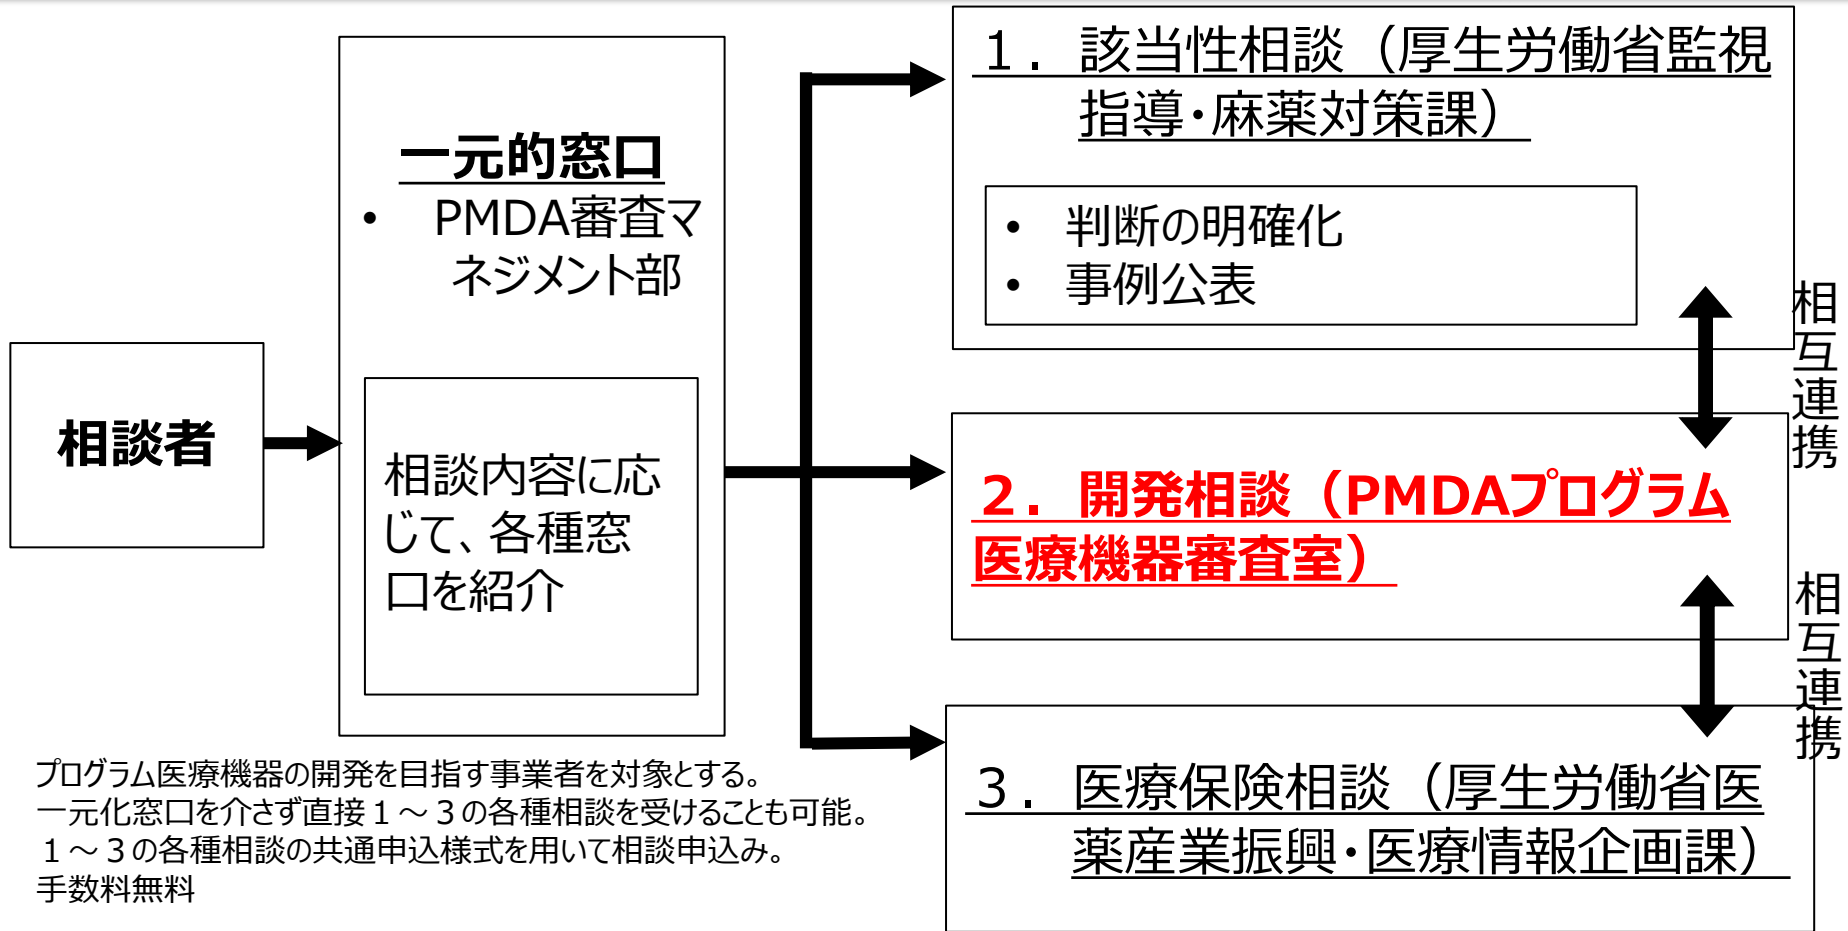 相談者
一元的窓口
• PMDA審査マ
ネジメント部
相談内容に応
じて、各種窓
口を紹介
１．該当性相談（厚生労働省監視
指導・麻薬対策課）
• 判断の明確化
• 事例公表
相互連携
２．開発相談（PMDAプログラム
医療機器審査室）
相互連携
３．医療保険相談（厚生労働省医
薬産業振興・医療情報企画課）
プログラム医療機器の開発を目指す事業者を対象とする。
一元化窓口を介さず直接１～３の各種相談を受けることも可能。
１～３の各種相談の共通申込様式を用いて相談申込み。
手数料無料